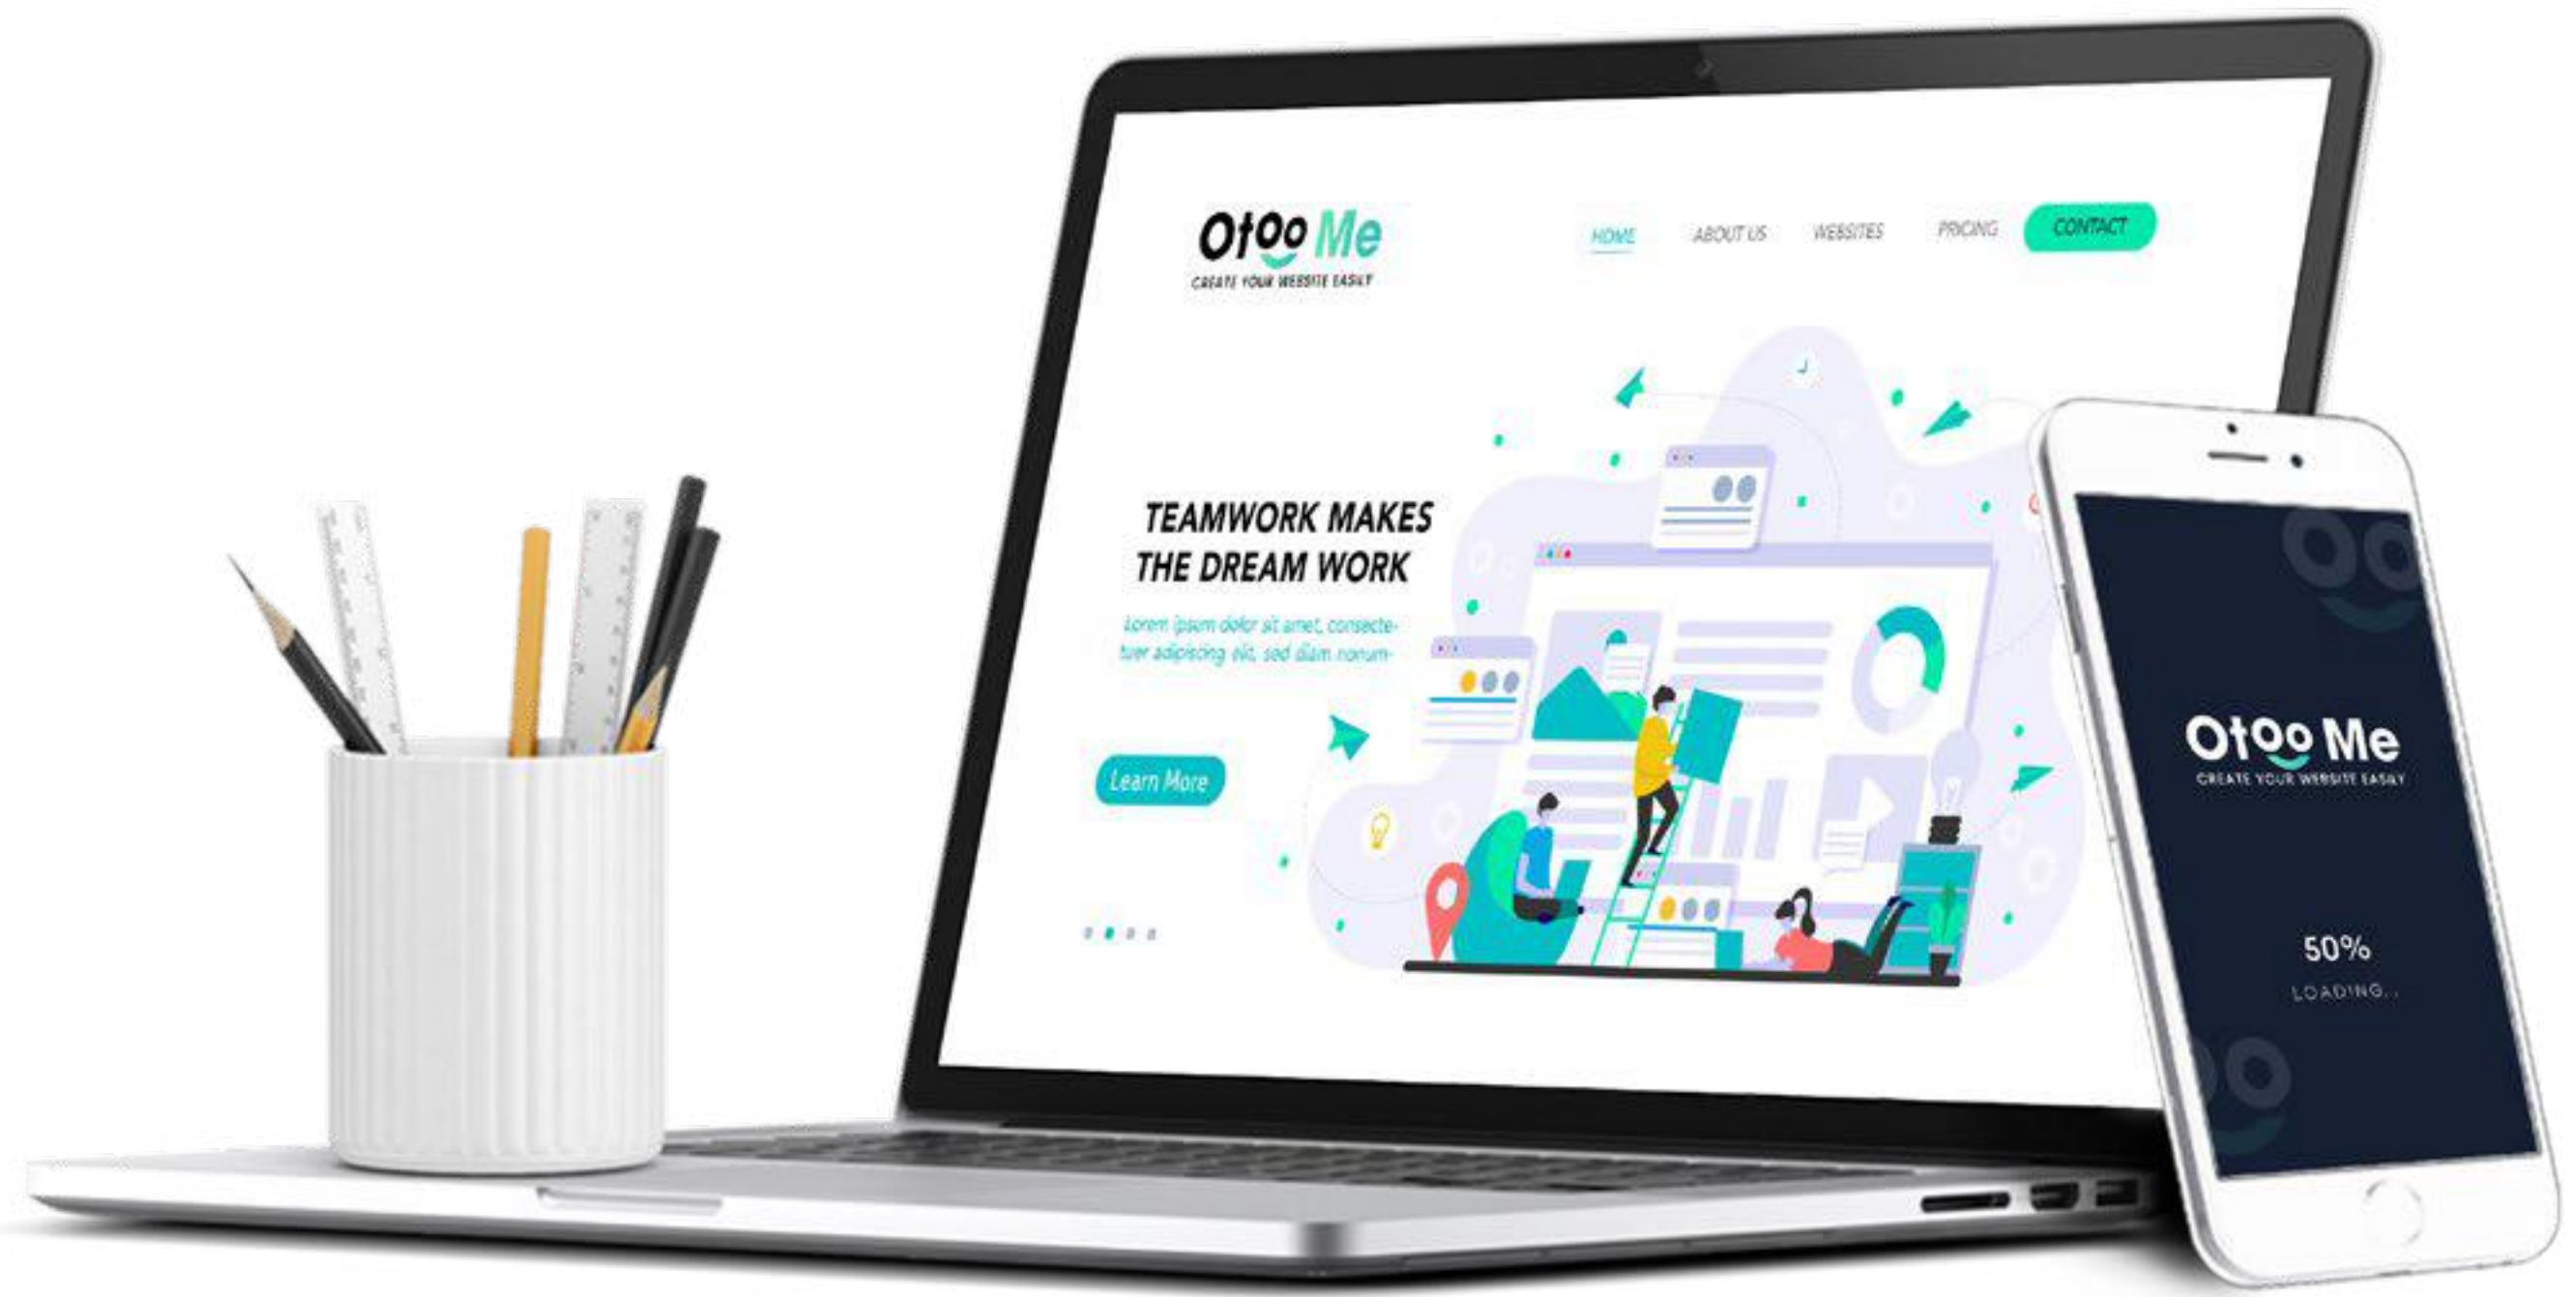 Otoo Me
CREATE YOUR WEBSITE EASILY
HOME
ABOUT US
WEBSITES
PRICING
CONTACT
TEAMWORK MAKES
THE DREAM WORK
Lorem ipsum dolor sit amet, consecte-
tuer adipiscing elit, sed diam nonum-
Learn More
Otoo Me
CREATE YOUR WEBSITE EASILY
50%
LOADING..